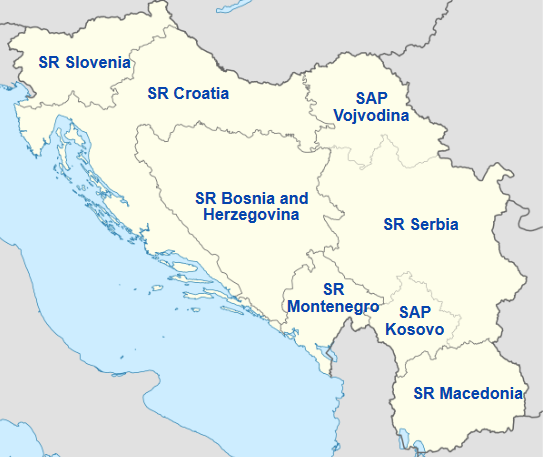 SR Slovenia
SR Croatia
SAP
Vojvodina
SR Bosnia and
Herzegovina
SR Serbia
SR
Montenegro
SAP
Kosovo
SR Macedonia